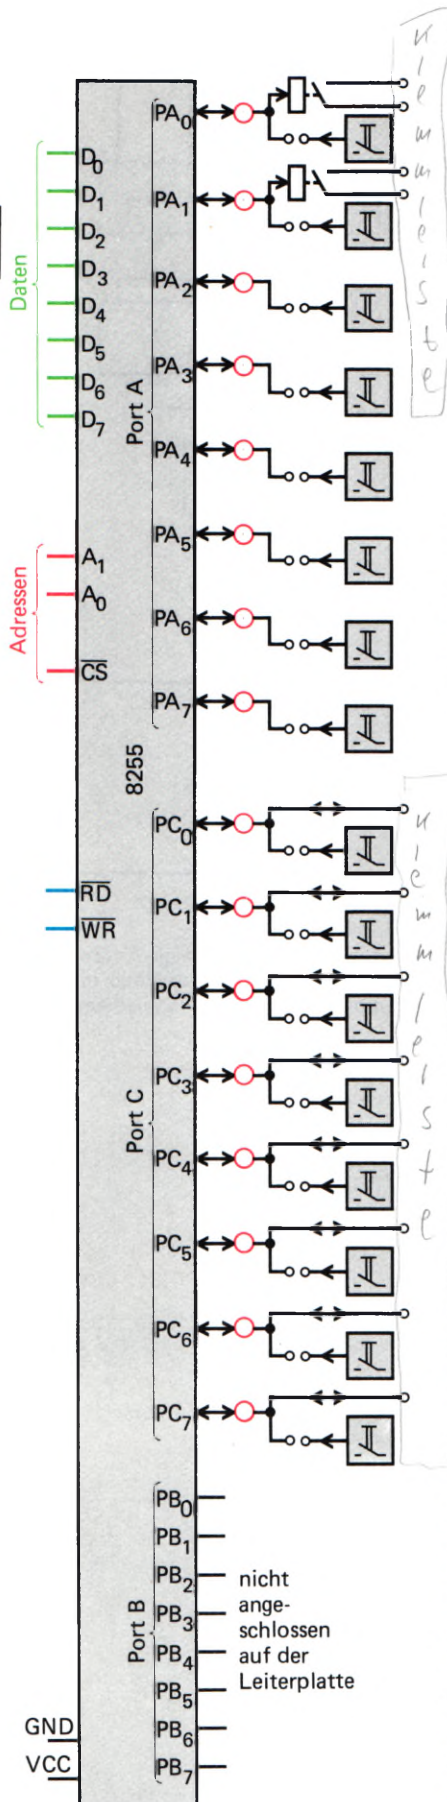 Klemmleiste
PA0
D0
D1
PA1
D2
D3
D4
D5
D6
D7
Daten
PA2
PA3
Port A
PA4
PA5
A1
A0
CS
Adressen
PA6
PA7
8255
Klemmleiste
PC0
RD
WR
PC1
PC2
PC3
Port C
PC4
PC5
PC6
PC7
PB0
PB1
PB2
PB3
PB4
PB5
PB6
PB7
Port B
nicht
ange-
schlossen
auf der
Leiterplatte
GND
VCC